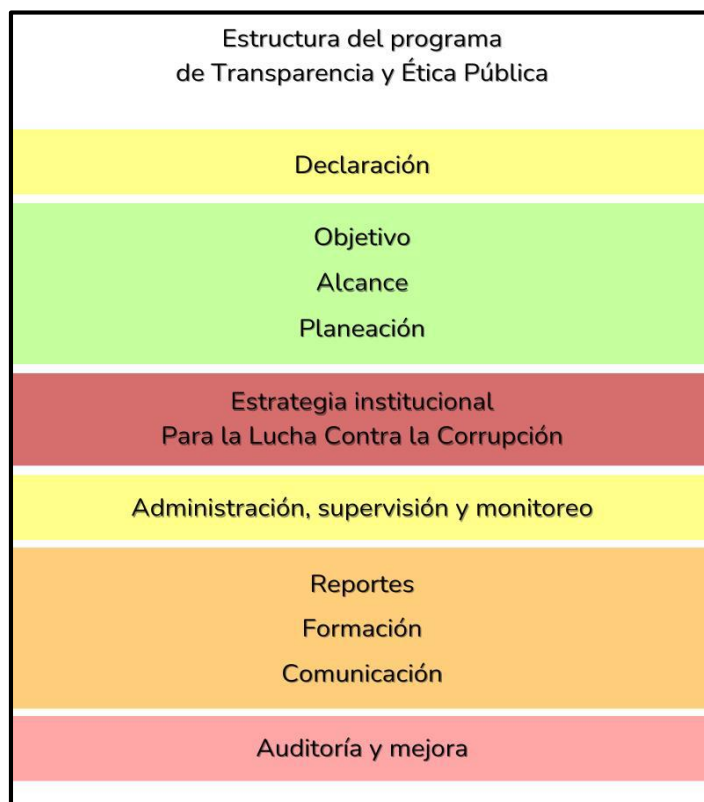 Estructura del programa
de Transparencia y Ética Pública
Declaración
Objetivo
Alcance
Planeación
Estrategia institucional
Para la Lucha Contra la Corrupción
Administración, supervisión y monitoreo
Reportes
Formación
Comunicación
Auditoría y mejora